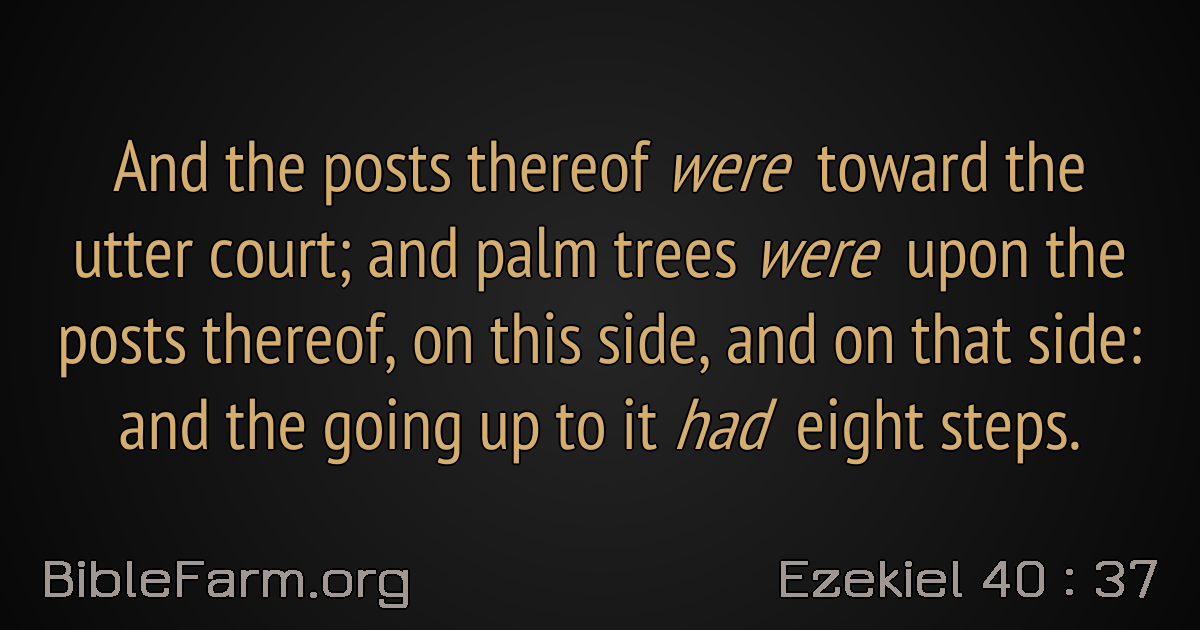 And the posts thereof were toward the
utter court; and palm trees were upon the
posts thereof, on this side, and on that side:
and the going up to it had eight steps.
BibleFarm.org
Ezekiel 40 : 37